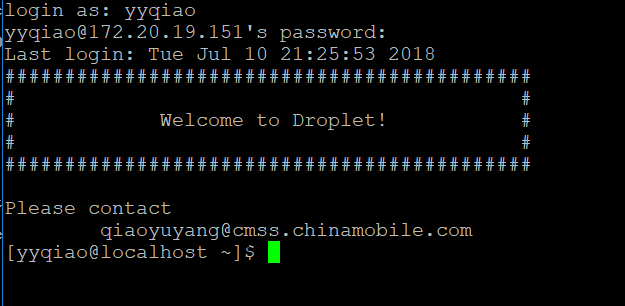 login as: yyqiao
yyqiao@172.20.19.151's password:
Last login: Tue Jul 10 21:25:53 2018
#############################################
#                                           #
#            Welcome to Droplet!            #
#                                           #
#############################################
Please contact
qiaoyuyang@cmss.chinamobile.com
[yyqiao@localhost ~]$